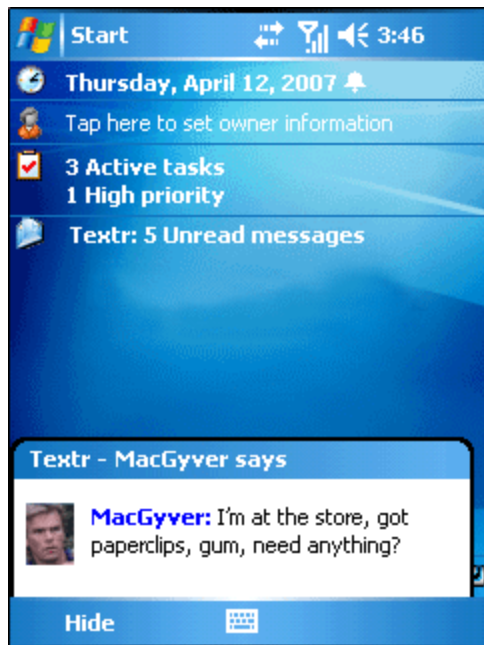 Start 3:46
Thursday, April 12, 2007
Tap here to set owner information
3 Active tasks
1 High priority
Textr: 5 Unread messages
Textr - MacGyver says
MacGyver: I'm at the store, got
paperclips, gum, need anything?
Hide